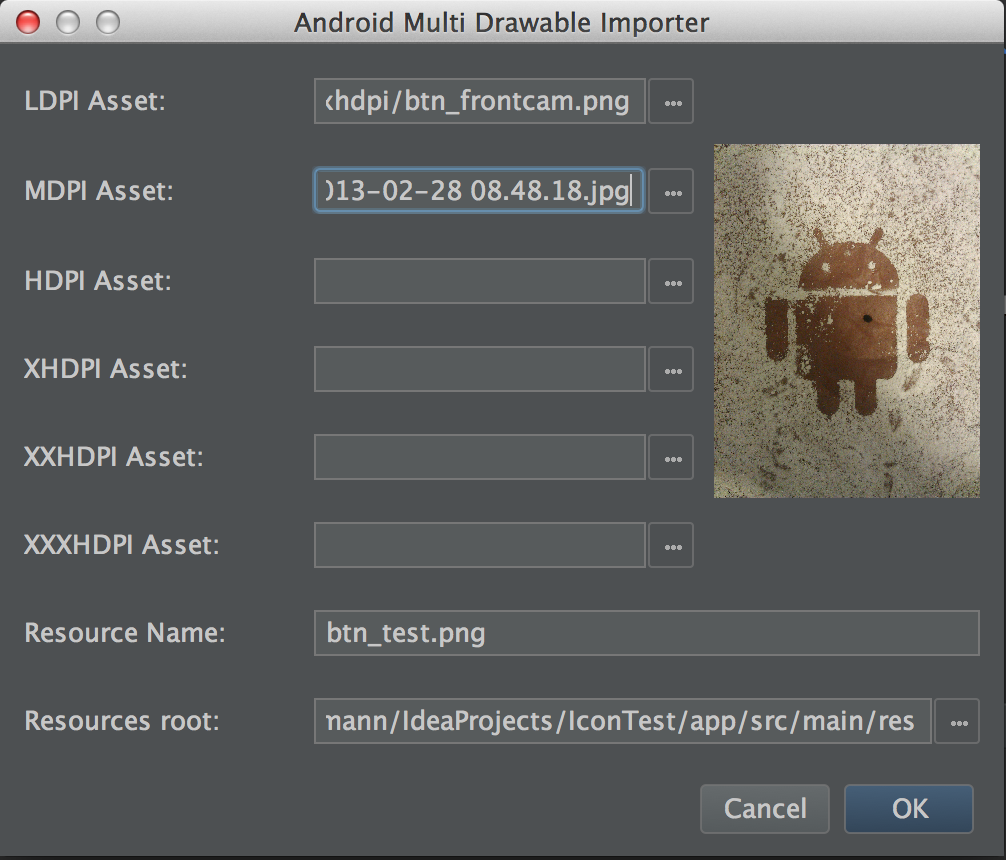 Android Multi Drawable Importer
LDPI Asset: xhdpi/btn_frontcam.png ...
MDPI Asset: 013-02-28 08.48.18.jpg ...
HDPI Asset: ...
XHDPI Asset: ...
XXHDPI Asset: ...
XXXHDPI Asset: ...
Resource Name: btn_test.png
Resources root: mann/IdeaProjects/IconTest/app/src/main/res ...
Cancel OK